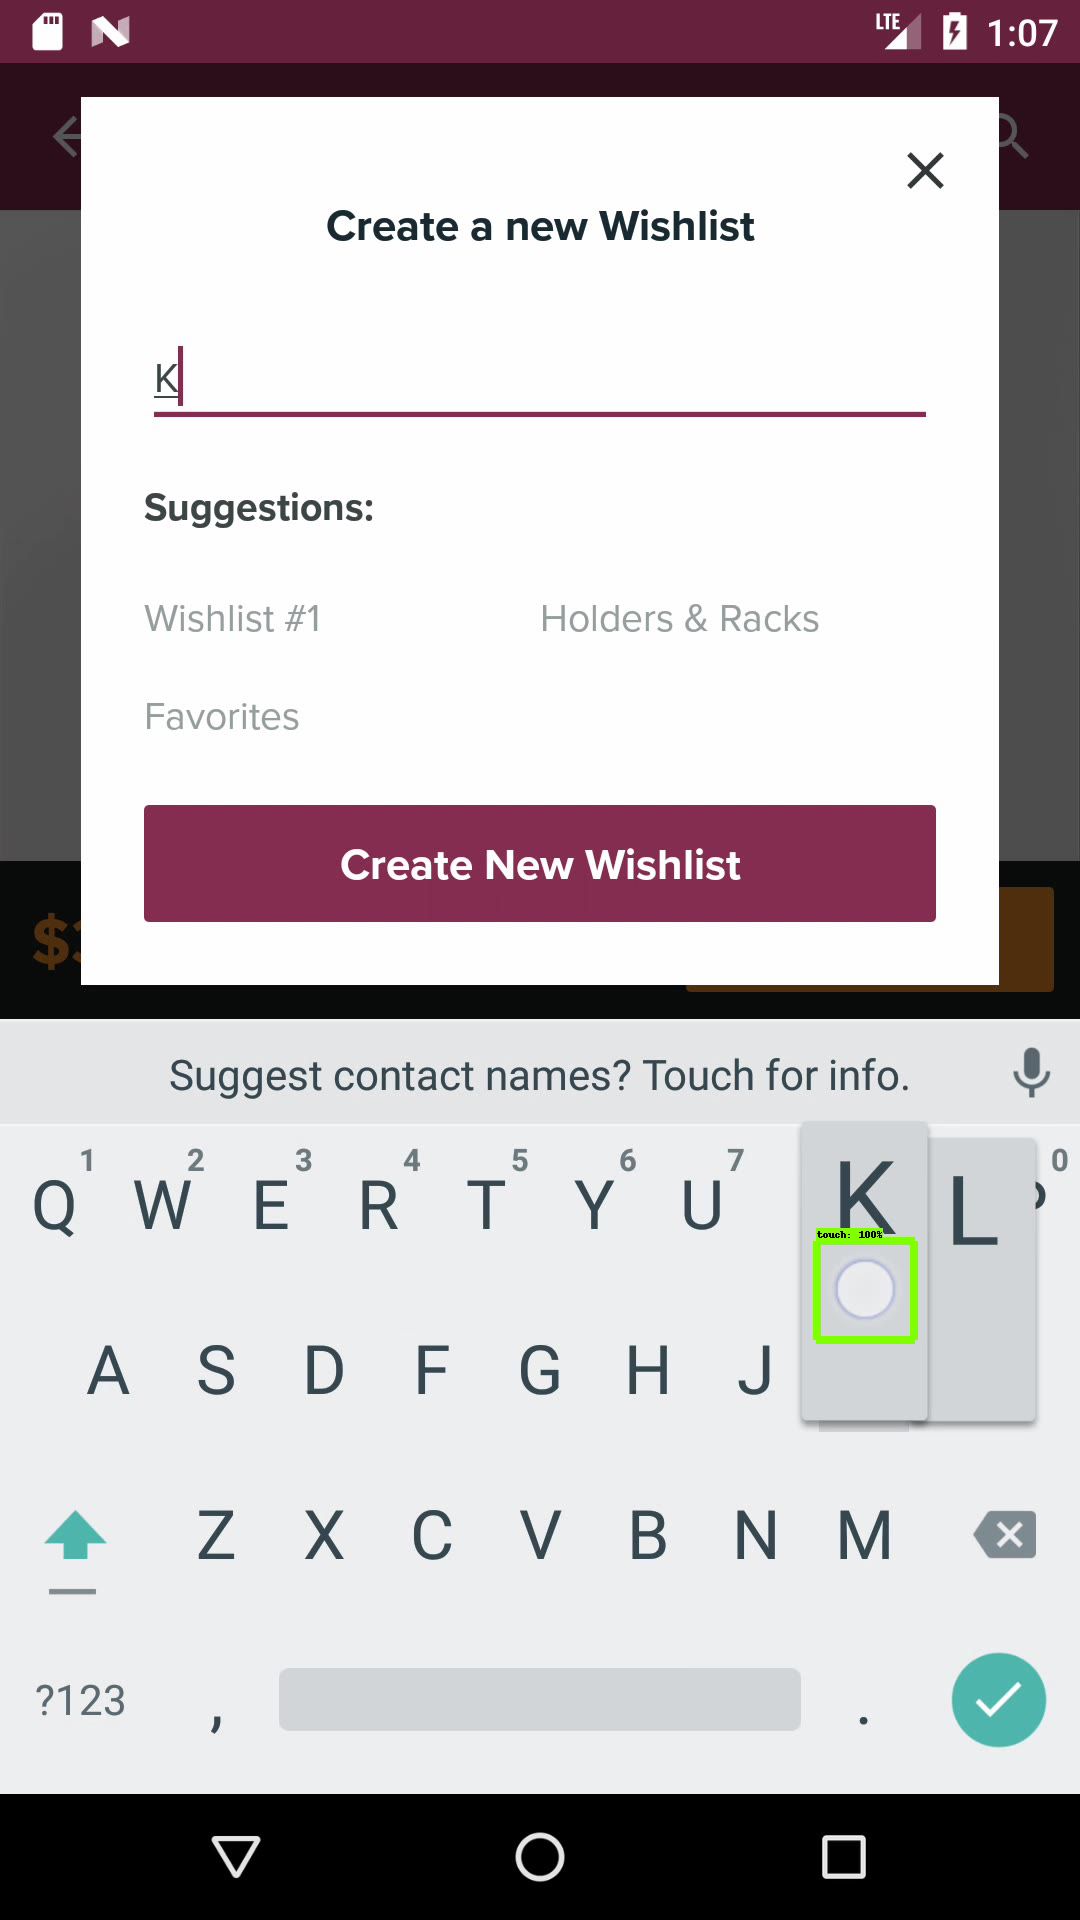 LTE 1:07
Create a new Wishlist
K
Suggestions:
Wishlist #1 Holders & Racks
Favorites
Create New Wishlist
Suggest contact names? Touch for info.
1 2 3 4 5 6 7 0
Q W E R T Y U K L
touch: 100%
A S D F G H J
Z X C V B N M
?123 , .